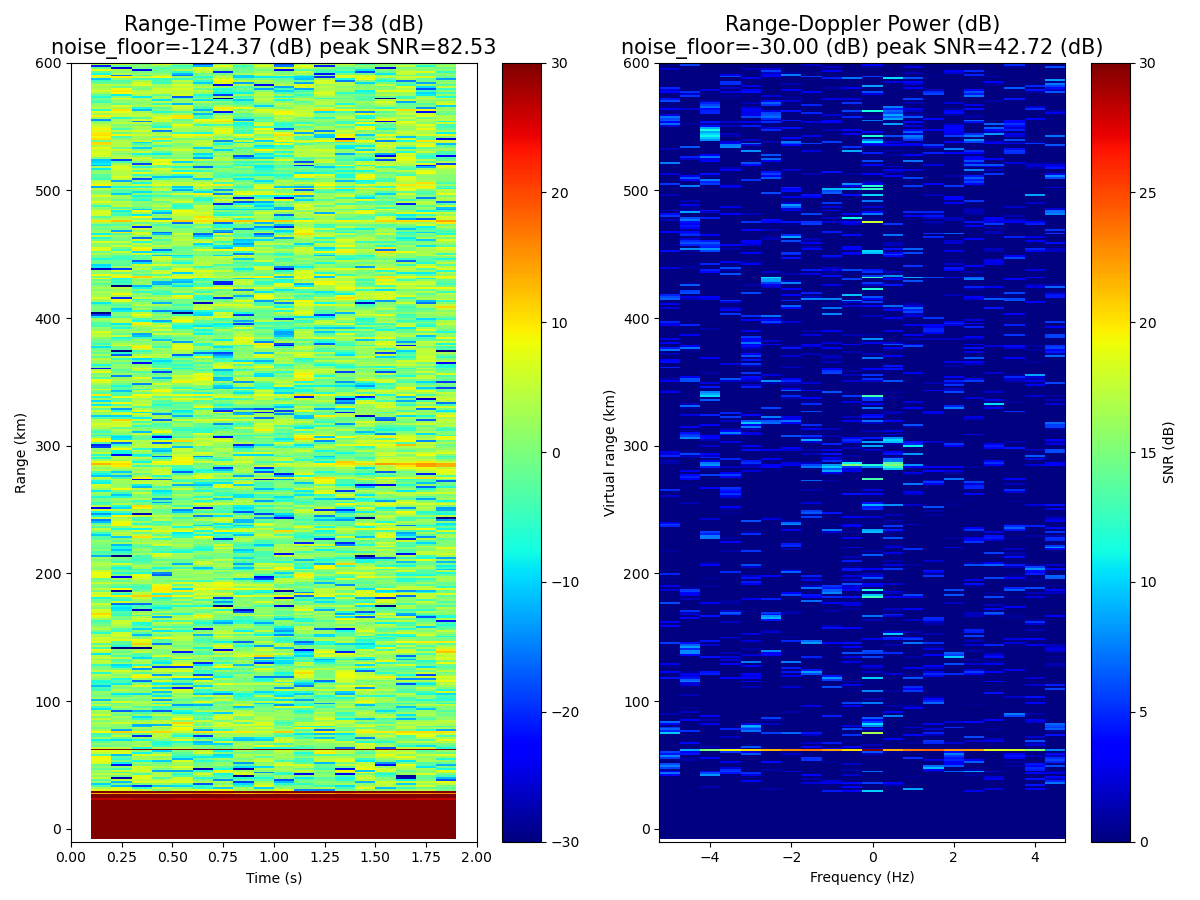 Range-Time Power f=38 (dB)
noise_floor=-124.37 (dB) peak SNR=82.53
600
500
400
300
200
100
0
Range (km)
0.00 0.25 0.50 0.75 1.00 1.25 1.50 1.75 2.00
Time (s)
30
20
10
0
−10
−20
−30
Range-Doppler Power (dB)
noise_floor=-30.00 (dB) peak SNR=42.72 (dB)
600
500
400
300
200
100
0
Virtual range (km)
−4 −2 0 2 4
Frequency (Hz)
30
25
20
15
10
5
0
SNR (dB)